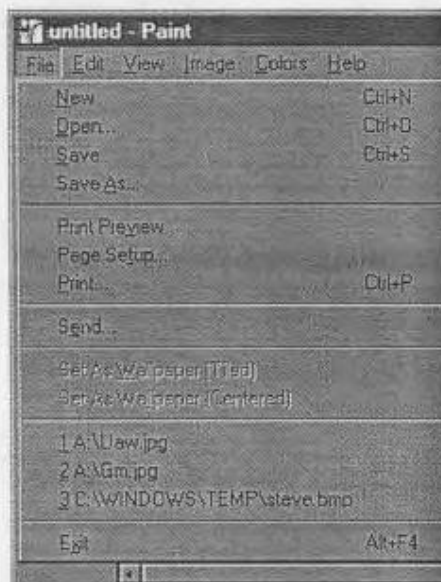 untitled - Paint
File Edit View Image Colors Help
New Ctrl+N
Open... Ctrl+O
Save Ctrl+S
Save As...
Print Preview
Page Setup...
Print... Ctrl+P
Send...
Set As Wallpaper (Tiled)
Set As Wallpaper (Centered)
1 A:\Uaw.jpg
2 A:\Gm.jpg
3 C:\WINDOWS\TEMP\steve.bmp
Exit Alt+F4